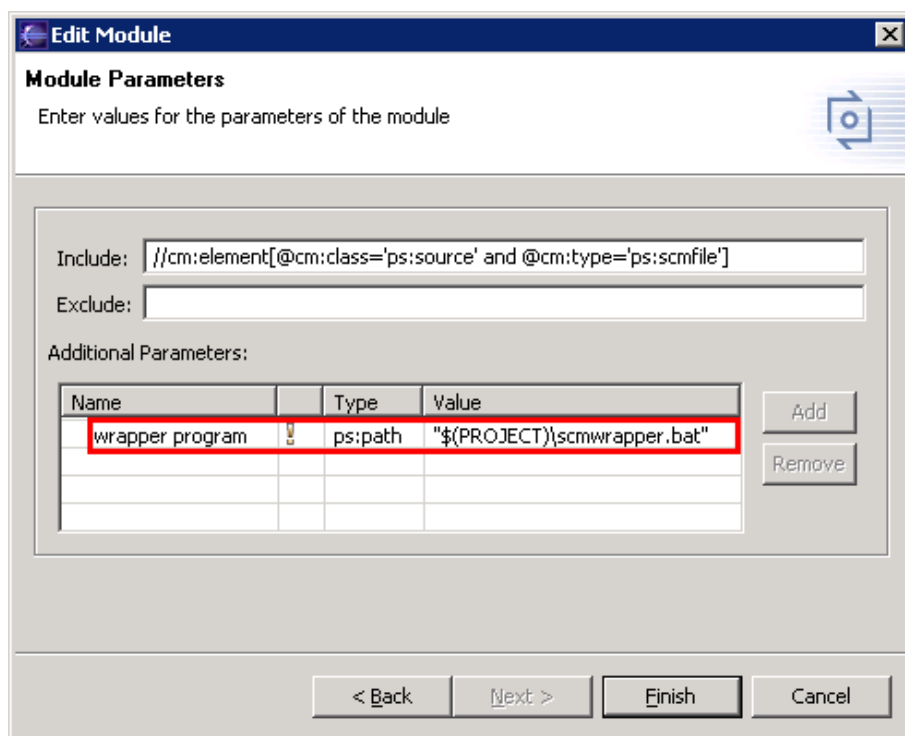 Edit Module
Module Parameters
Enter values for the parameters of the module
Include: //cm:element[@cm:class='ps:source' and @cm:type='ps:scmfile']
Exclude:
Additional Parameters:
Name Type Value
wrapper program ! ps:path "$(PROJECT)\scmwrapper.bat"
Add
Remove
< Back Next > Finish Cancel